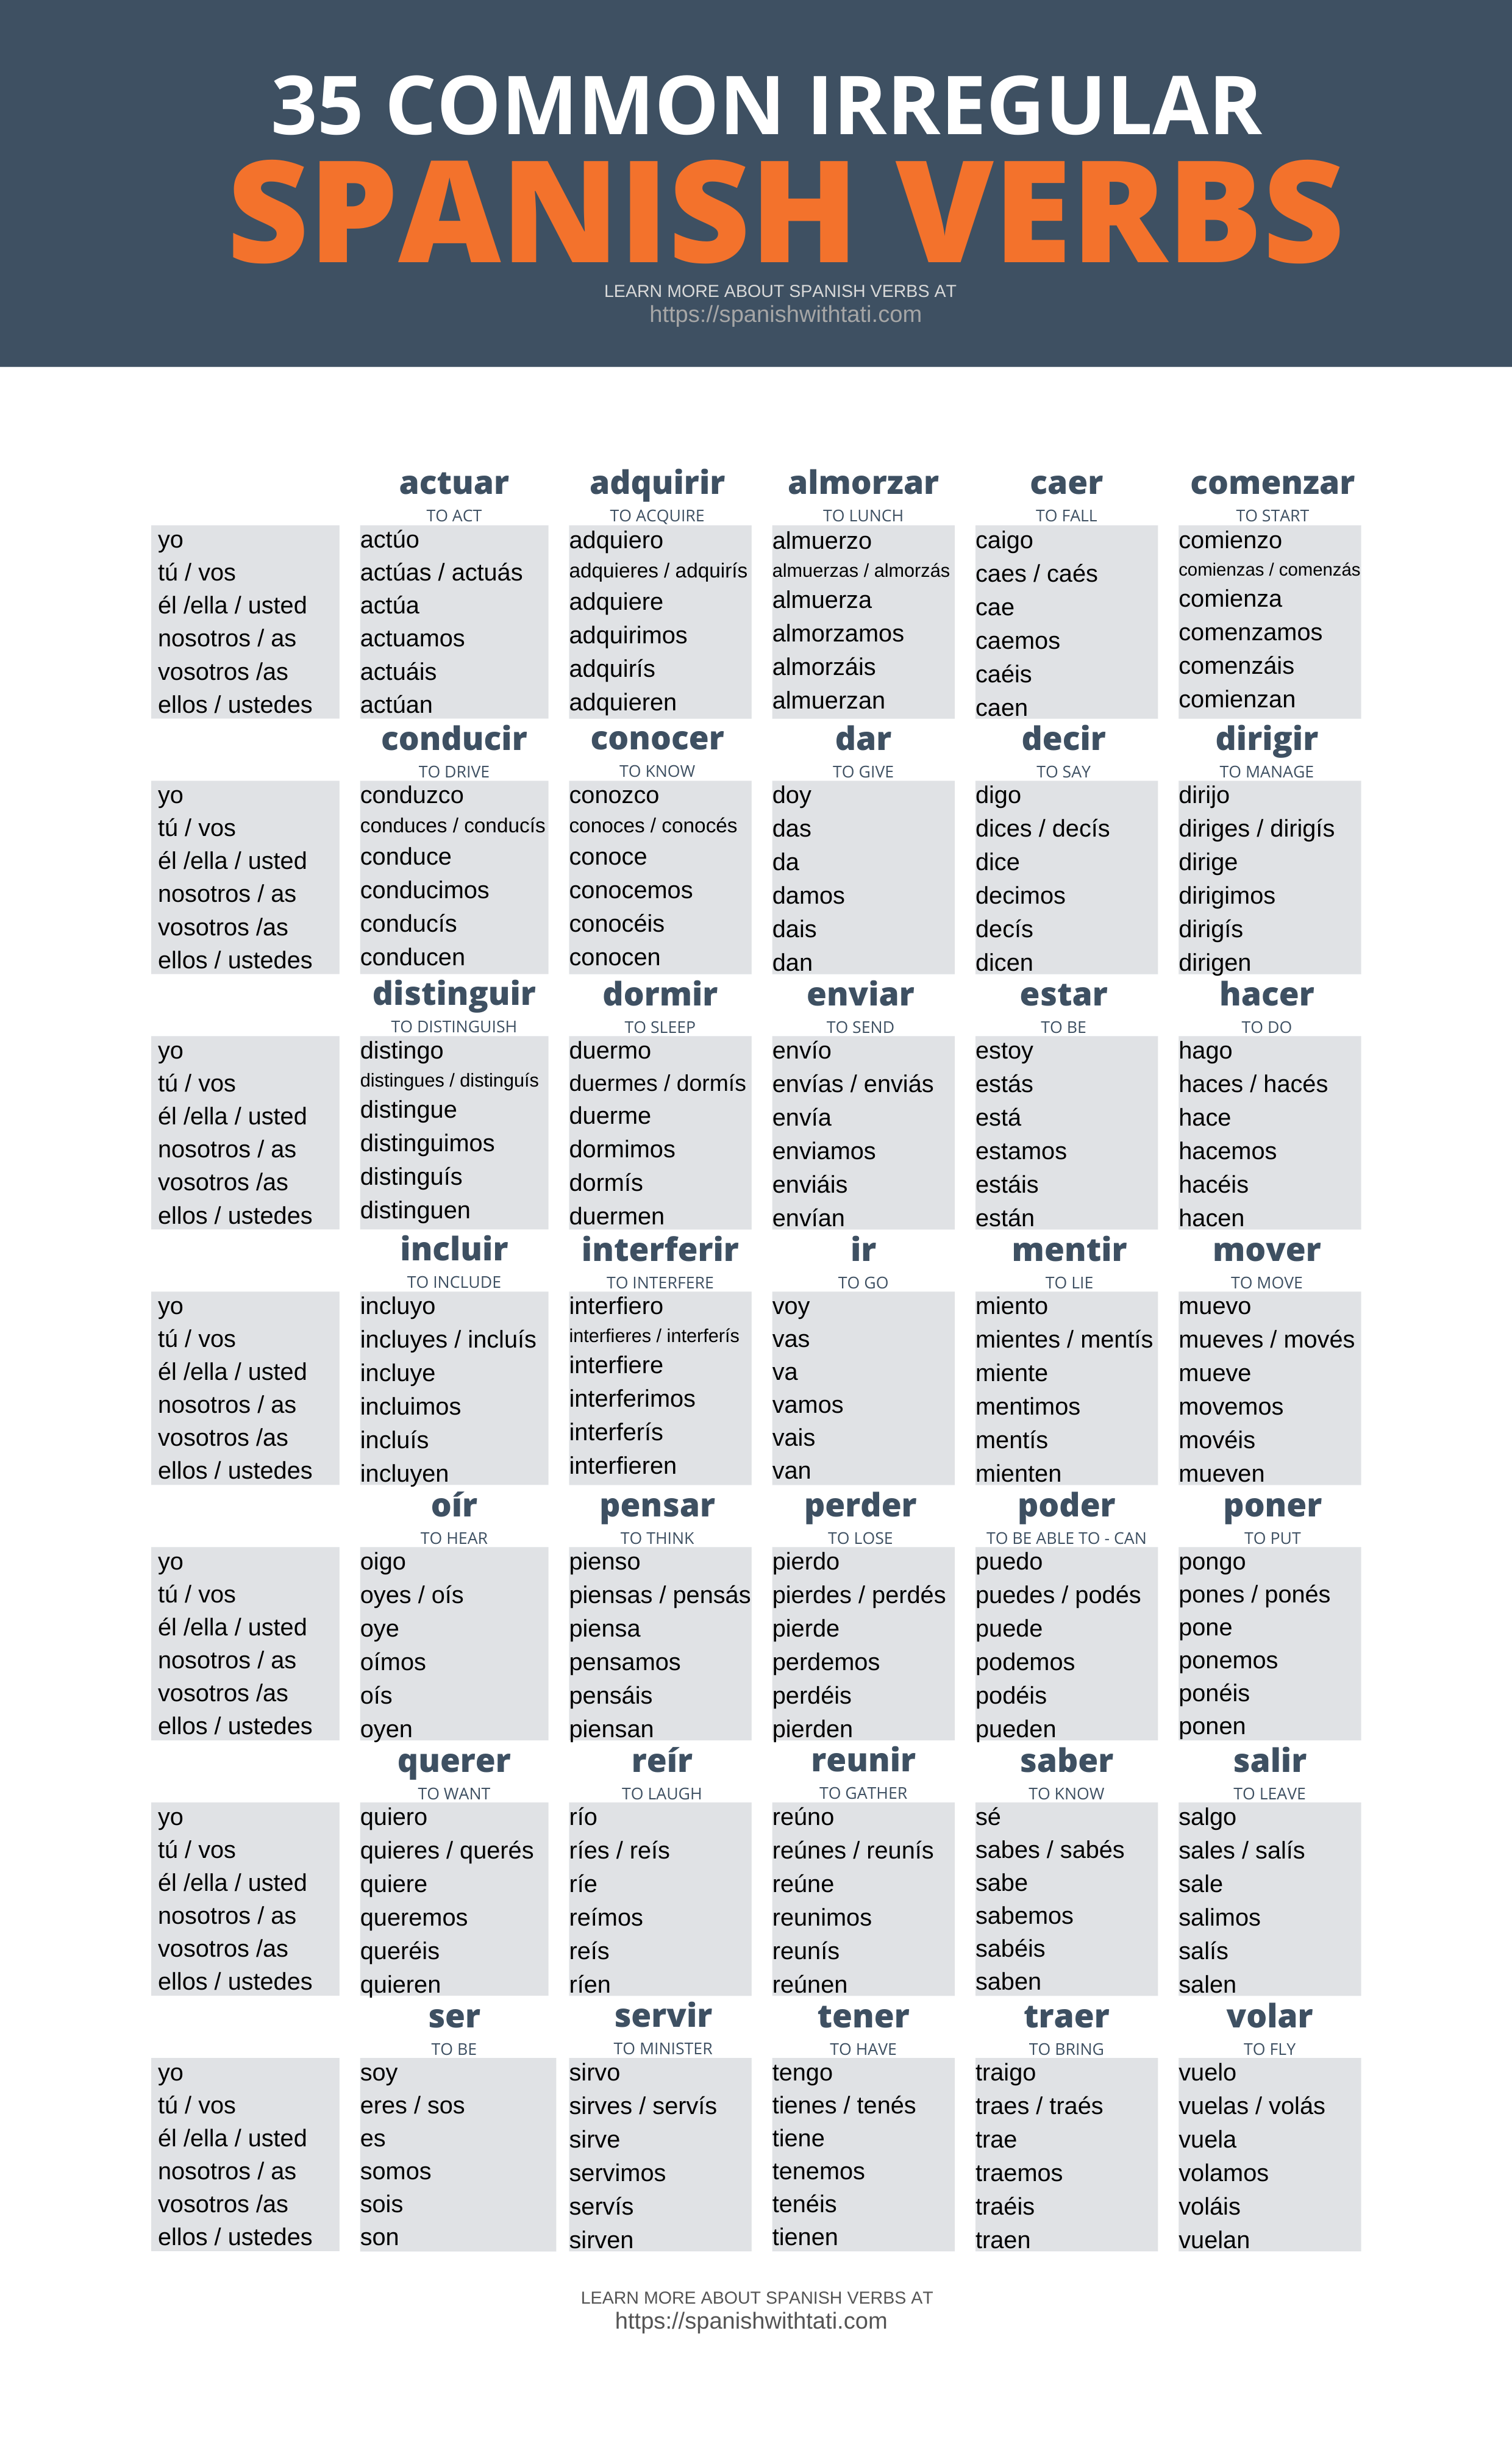 35 COMMON IRREGULAR
SPANISH VERBS
LEARN MORE ABOUT SPANISH VERBS AT
https://spanishwithtati.com
actuar adquirir almorzar caer comenzar
TO ACT TO ACQUIRE TO LUNCH TO FALL TO START
yo actúo adquiero almuerzo caigo comienzo
tú / vos actúas / actuás adquieres / adquirís almuerzas / almorzás caes / caés comienzas / comenzás
él /ella / usted actúa adquiere almuerza cae comienza
nosotros / as actuamos adquirimos almorzamos caemos comenzamos
vosotros /as actuáis adquirís almorzáis caéis comenzáis
ellos / ustedes actúan adquieren almuerzan caen comienzan
conducir conocer dar decir dirigir
TO DRIVE TO KNOW TO GIVE TO SAY TO MANAGE
yo conduzco conozco doy digo dirijo
tú / vos conduces / conducís conoces / conocés das dices / decís diriges / dirigís
él /ella / usted conduce conoce da dice dirige
nosotros / as conducimos conocemos damos decimos dirigimos
vosotros /as conducís conocéis dais decís dirigís
ellos / ustedes conducen conocen dan dicen dirigen
distinguir dormir enviar estar hacer
TO DISTINGUISH TO SLEEP TO SEND TO BE TO DO
yo distingo duermo envío estoy hago
tú / vos distingues / distinguís duermes / dormís envías / enviás estás haces / hacés
él /ella / usted distingue duerme envía está hace
nosotros / as distinguimos dormimos enviamos estamos hacemos
vosotros /as distinguís dormís enviáis estáis hacéis
ellos / ustedes distinguen duermen envían están hacen
incluir interferir ir mentir mover
TO INCLUDE TO INTERFERE TO GO TO LIE TO MOVE
yo incluyo interfiero voy miento muevo
tú / vos incluyes / incluís interfieres / interferís vas mientes / mentís mueves / movés
él /ella / usted incluye interfiere va miente mueve
nosotros / as incluimos interferimos vamos mentimos movemos
vosotros /as incluís interferís vais mentís movéis
ellos / ustedes incluyen interfieren van mienten mueven
oír pensar perder poder poner
TO HEAR TO THINK TO LOSE TO BE ABLE TO - CAN TO PUT
yo oigo pienso pierdo puedo pongo
tú / vos oyes / oís piensas / pensás pierdes / perdés puedes / podés pones / ponés
él /ella / usted oye piensa pierde puede pone
nosotros / as oímos pensamos perdemos podemos ponemos
vosotros /as oís pensáis perdéis podéis ponéis
ellos / ustedes oyen piensan pierden pueden ponen
querer reír reunir saber salir
TO WANT TO LAUGH TO GATHER TO KNOW TO LEAVE
yo quiero río reúno sé salgo
tú / vos quieres / querés ríes / reís reúnes / reunís sabes / sabés sales / salís
él /ella / usted quiere ríe reúne sabe sale
nosotros / as queremos reímos reunimos sabemos salimos
vosotros /as queréis reís reunís sabéis salís
ellos / ustedes quieren ríen reúnen saben salen
ser servir tener traer volar
TO BE TO MINISTER TO HAVE TO BRING TO FLY
yo soy sirvo tengo traigo vuelo
tú / vos eres / sos sirves / servís tienes / tenés traes / traés vuelas / volás
él /ella / usted es sirve tiene trae vuela
nosotros / as somos servimos tenemos traemos volamos
vosotros /as sois servís tenéis traéis voláis
ellos / ustedes son sirven tienen traen vuelan
LEARN MORE ABOUT SPANISH VERBS AT
https://spanishwithtati.com